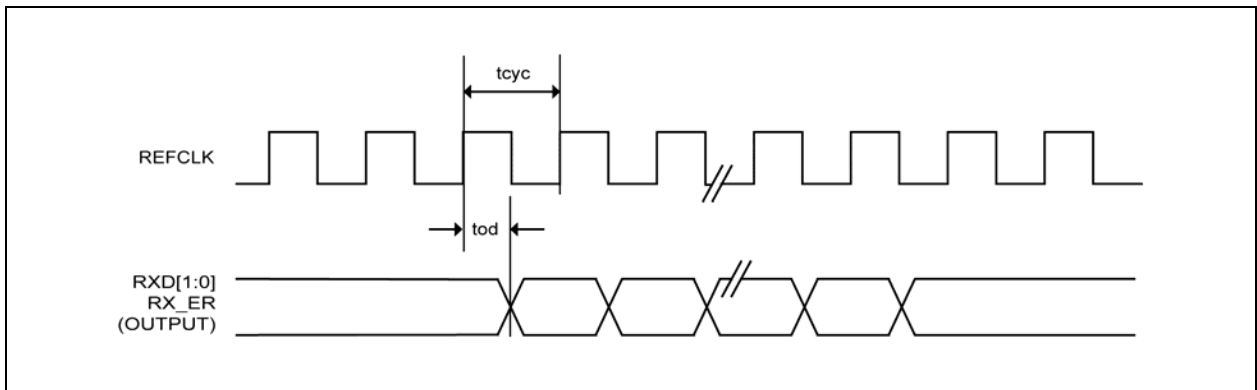 tcyc
REFCLK
tod
RXD[1:0]
RX_ER
(OUTPUT)